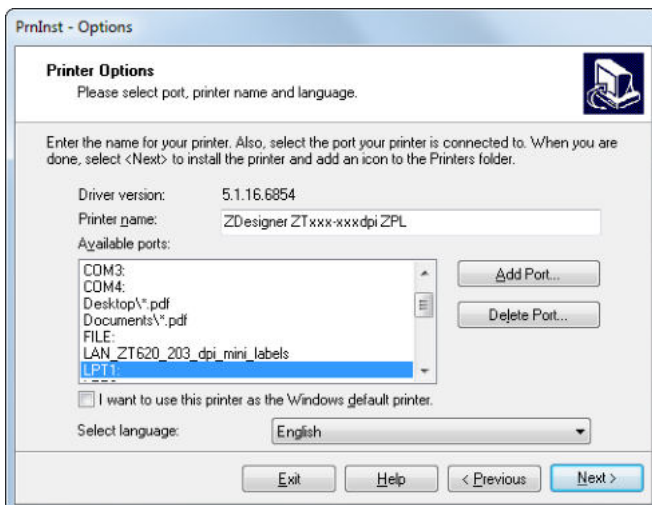 PrnInst - Options
Printer Options
Please select port, printer name and language.
Enter the name for your printer. Also, select the port your printer is connected to. When you are
done, select <Next> to install the printer and add an icon to the Printers folder.
Driver version: 5.1.16.6854
Printer name: ZDesigner ZTxxx-xxxdpi ZPL
Available ports:
COM3:
COM4:
Desktop\*.pdf
Documents\*.pdf
FILE:
LAN_ZT620_203_dpi_mini_labels
LPT1:
Add Port...
Delete Port...
I want to use this printer as the Windows default printer.
Select language: English
Exit Help < Previous Next >